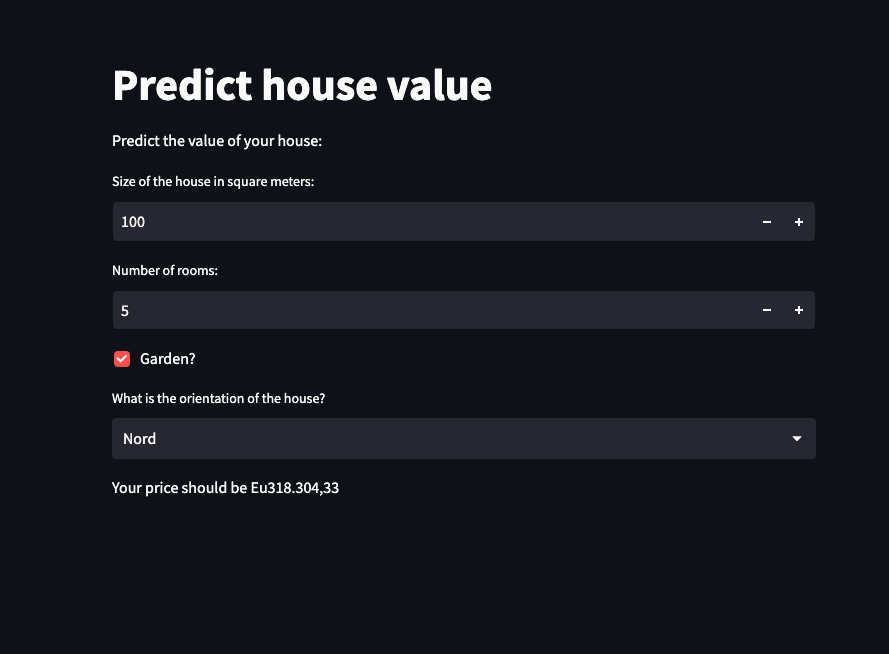 Predict house value
Predict the value of your house:
Size of the house in square meters:
100
Number of rooms:
5
Garden?
What is the orientation of the house?
Nord
Your price should be Eu318.304,33